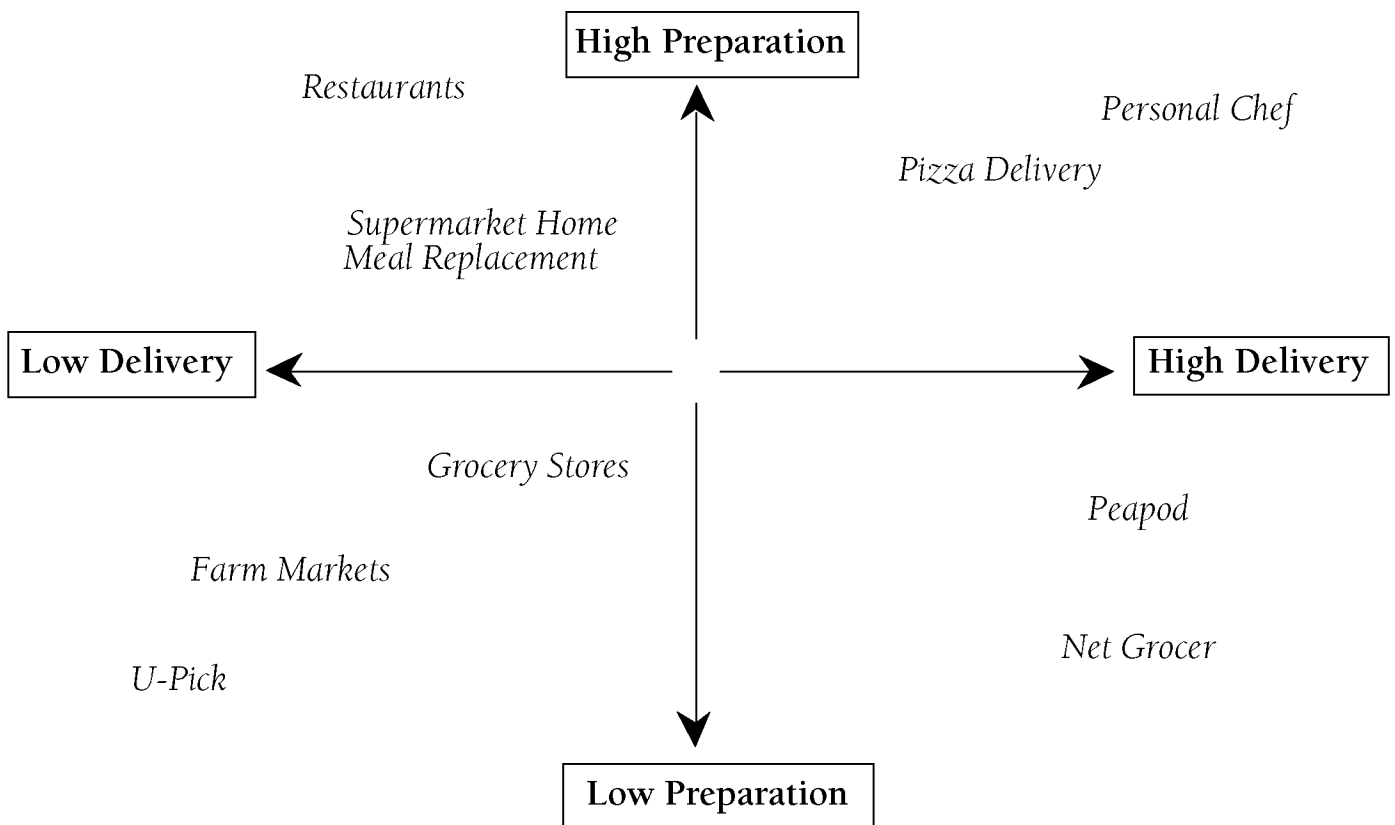 High Preparation
Restaurants
Personal Chef
Pizza Delivery
Supermarket Home
Meal Replacement
Low Delivery
High Delivery
Grocery Stores
Peapod
Farm Markets
Net Grocer
U-Pick
Low Preparation